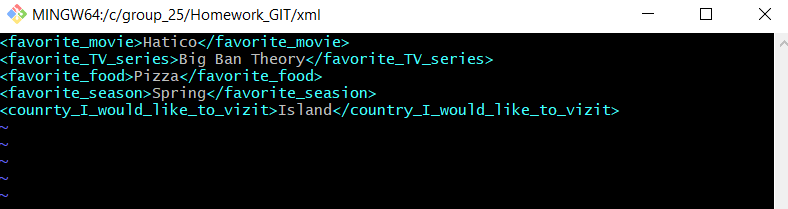 MINGW64:/c/group_25/Homework_GIT/xml
<favorite_movie>Hatico</favorite_movie>
<favorite_TV_series>Big Ban Theory</favorite_TV_series>
<favorite_food>Pizza</favorite_food>
<favorite_season>Spring</favorite_seasion>
<counrty_I_would_like_to_vizit>Island</country_I_would_like_to_vizit>
~
~
~
~
~